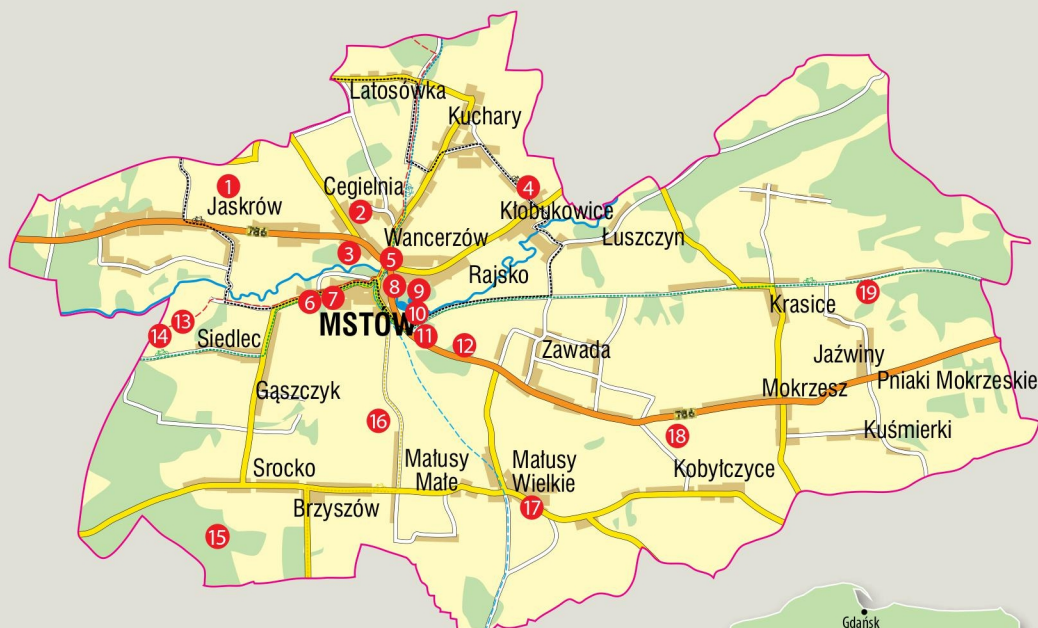 Latosówka
Kuchary
1
Jaskrów
Cegielnia
2
4
Kłobukowice
786
3
Wancerzów
5
Łuszczyn
Rajsko
8
9
6
7
10
MSTÓW
11
12
13
14
Siedlec
Zawada
Krasice
19
Jaźwiny
Gąszczyk
Mokrzesz
Pniaki Mokrzeskie
786
16
18
Kuśmierki
Srocko
Małusy
Małe
Małusy
Wielkie
Kobyłczyce
Brzyszów
17
15
Gdańsk